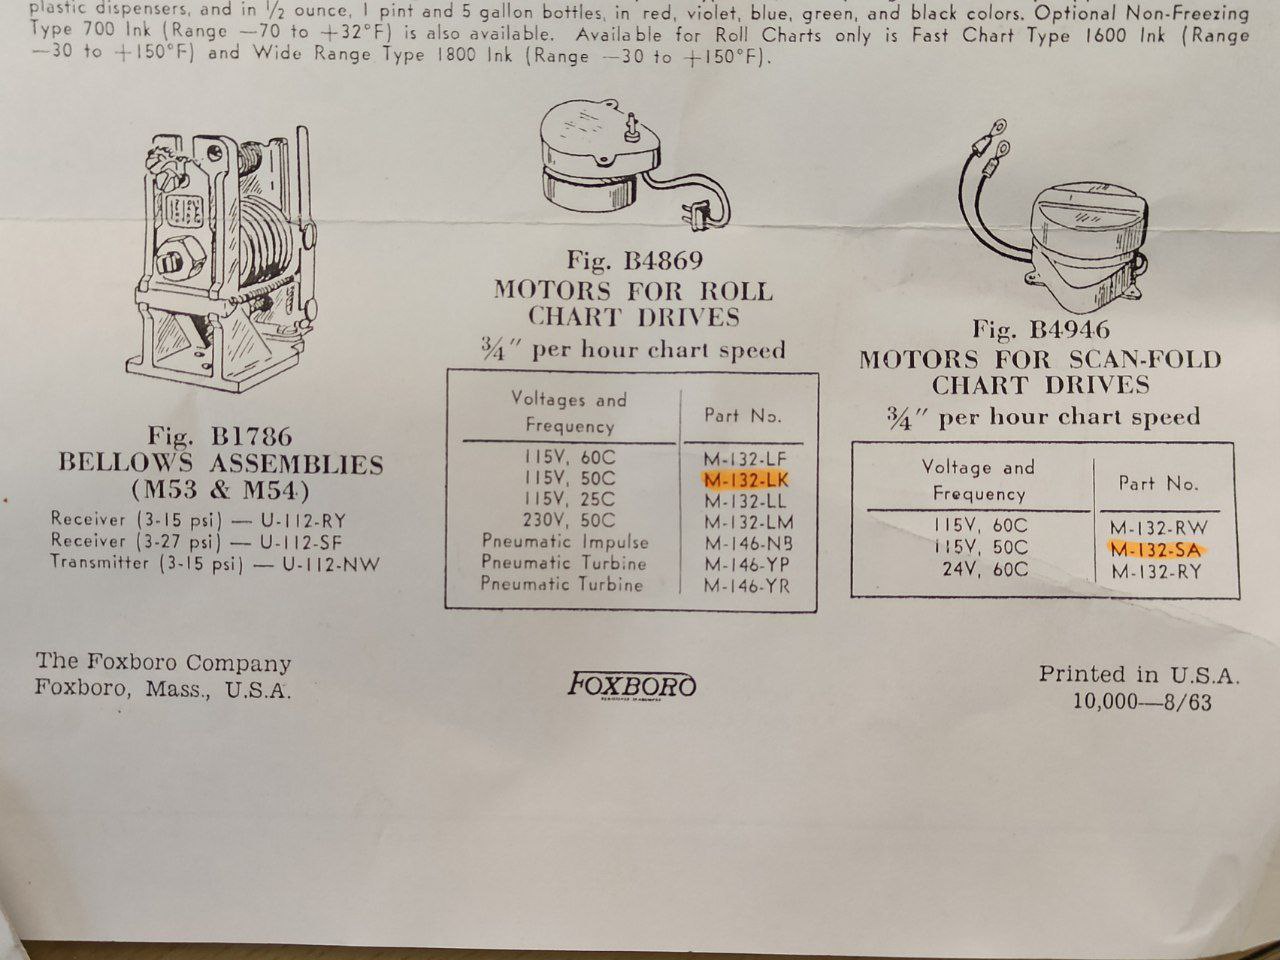 plastic dispensers, and in ½ ounce, 1 pint and 5 gallon bottles, in red, violet, blue, green, and black colors. Optional Non-Freezing
Type 700 Ink (Range —70 to +32°F) is also available. Available for Roll Charts only is Fast Chart Type 1600 Ink (Range
—30 to +150°F) and Wide Range Type 1800 Ink (Range —30 to +150°F).
Fig. B1786
BELLOWS ASSEMBLIES
(M53 & M54)
Receiver (3-15 psi) — U-112-RY
Receiver (3-27 psi) — U-112-SF
Transmitter (3-15 psi) — U-112-NW
Fig. B4869
MOTORS FOR ROLL
CHART DRIVES
¾" per hour chart speed
Voltages and
Frequency
Part No.
115V, 60C M-132-LF
115V, 50C M-132-LK
115V, 25C M-132-LL
230V, 50C M-132-LM
Pneumatic Impulse M-146-NB
Pneumatic Turbine M-146-YP
Pneumatic Turbine M-146-YR
Fig. B4946
MOTORS FOR SCAN-FOLD
CHART DRIVES
¾" per hour chart speed
Voltage and
Frequency
Part No.
115V, 60C M-132-RW
115V, 50C M-132-SA
24V, 60C M-132-RY
The Foxboro Company
Foxboro, Mass., U.S.A.
FOXBORO
Printed in U.S.A.
10,000—8/63